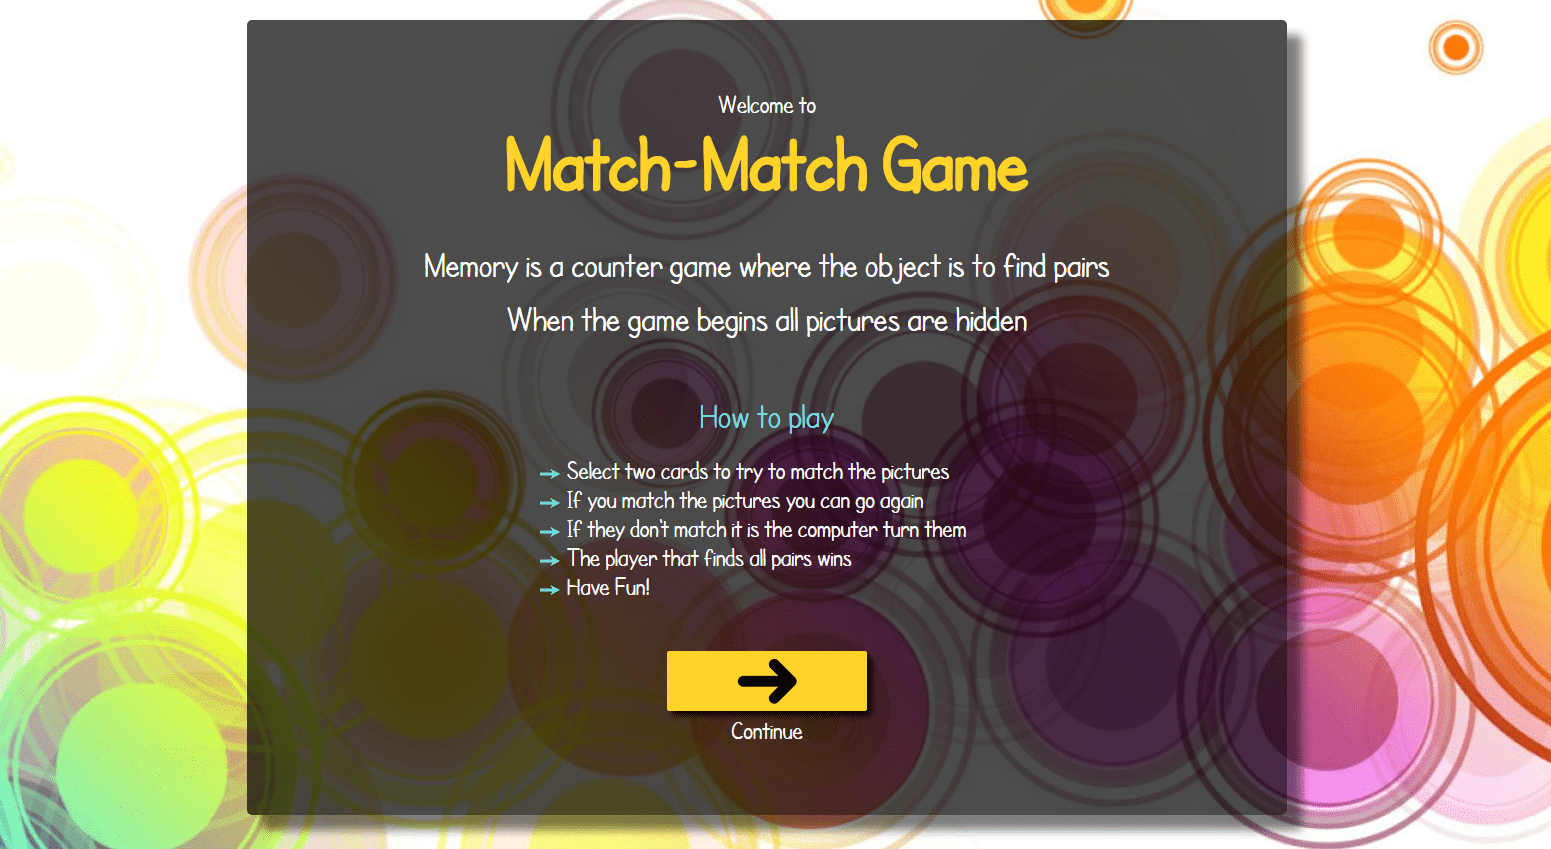 Welcome to
Match-Match Game
Memory is a counter game where the object is to find pairs
When the game begins all pictures are hidden
How to play
→ Select two cards to try to match the pictures
→ If you match the pictures you can go again
→ If they don't match it is the computer turn them
→ The player that finds all pairs wins
→ Have Fun!
Continue